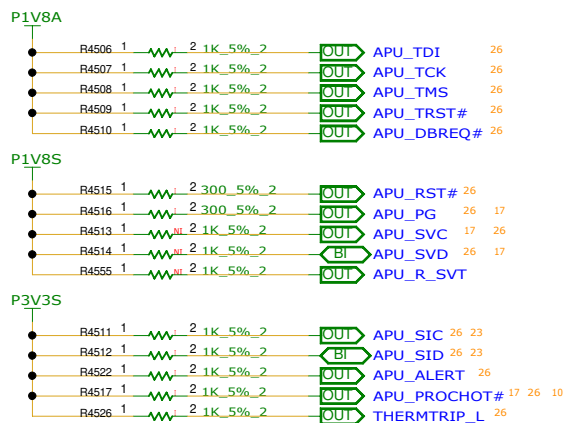 P1V8A
R4506 1 2 1K_5%_2 OUT APU_TDI 26
R4507 1 2 1K_5%_2 OUT APU_TCK 26
R4508 1 2 1K_5%_2 OUT APU_TMS 26
R4509 1 2 1K_5%_2 OUT APU_TRST# 26
R4510 1 2 1K_5%_2 OUT APU_DBREQ# 26
P1V8S
R4515 1 2 300_5%_2 OUT APU_RST# 26
R4516 1 2 300_5%_2 OUT APU_PG 26 17
R4513 1 NI 2 1K_5%_2 OUT APU_SVC 17 26
R4514 1 NI 2 1K_5%_2 BI APU_SVD 26 17
R4555 1 NI 2 1K_5%_2 OUT APU_R_SVT
P3V3S
R4511 1 2 1K_5%_2 OUT APU_SIC 26 23
R4512 1 2 1K_5%_2 BI APU_SID 26 23
R4522 1 2 1K_5%_2 OUT APU_ALERT 26
R4517 1 2 1K_5%_2 OUT APU_PROCHOT# 17 26 10
R4526 1 2 1K_5%_2 OUT THERMTRIP_L 26